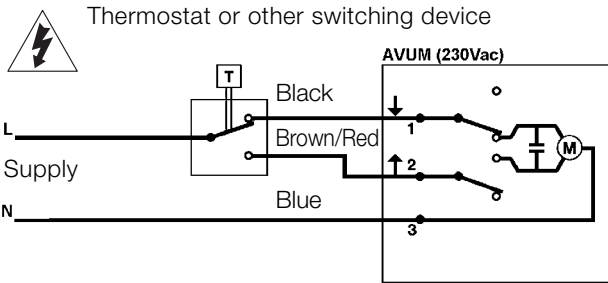 Thermostat or other switching device
AVUM (230Vac)
T
Black
L
1
Brown/Red
M
Supply
2
Blue
N
3